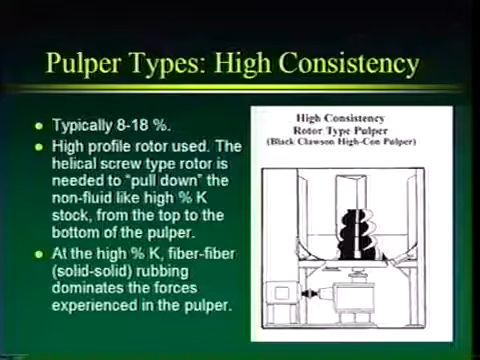 Pulper Types: High Consistency
Typically 8-18 %.
High profile rotor used. The
helical screw type rotor is
needed to “pull down” the
non-fluid like high % K
stock, from the top to the
bottom of the pulper.
At the high % K, fiber-fiber
(solid-solid) rubbing
dominates the forces
experienced in the pulper.
High Consistency
Rotor Type Pulper
(Black Clawson High-Con Pulper)